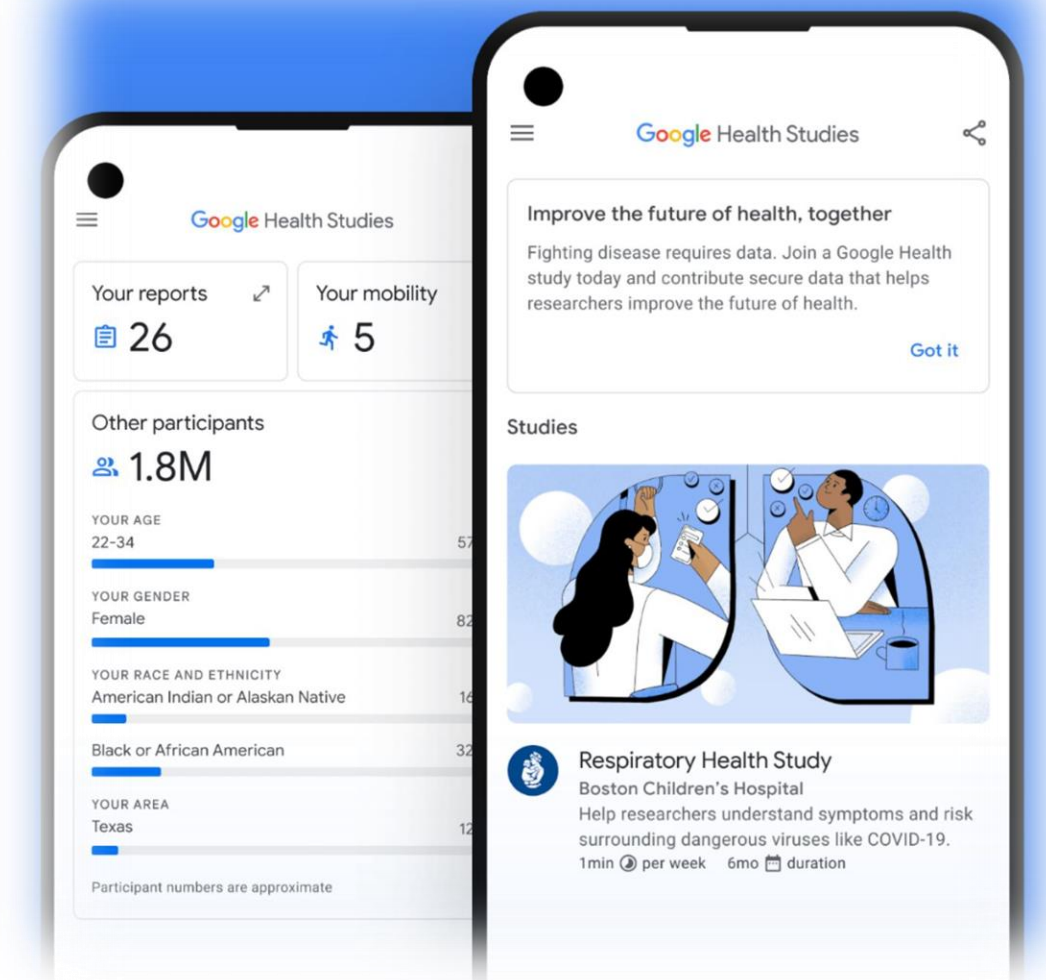 Google Health Studies
Your reports
26
Your mobility
5
Other participants
1.8M
YOUR AGE
22-34
YOUR GENDER
Female
YOUR RACE AND ETHNICITY
American Indian or Alaskan Native
Black or African American
YOUR AREA
Texas
Participant numbers are approximate
Google Health Studies
Improve the future of health, together
Fighting disease requires data. Join a Google Health
study today and contribute secure data that helps
researchers improve the future of health.
Got it
Studies
Respiratory Health Study
Boston Children's Hospital
Help researchers understand symptoms and risk
surrounding dangerous viruses like COVID-19.
1min per week 6mo duration